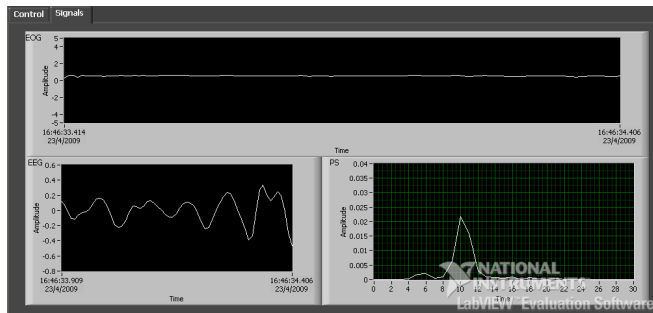 Control Signals
EOG
5
4
2
0
-2
-4
-5
Amplitude
16:46:33.414
23/4/2009
16:46:34.406
23/4/2009
Time
EEG
0.6
0.4
0.2
0
-0.2
-0.4
-0.6
-0.8
Amplitude
16:46:33.909
23/4/2009
16:46:34.406
23/4/2009
Time
PS
0.04
0.035
0.03
0.025
0.02
0.015
0.01
0.005
0
Amplitude
0 2 4 6 8 10 12 14 16 18 20 22 24 26 28 30
Time
NATIONAL
INSTRUMENTS
LabVIEW™ Evaluation Software